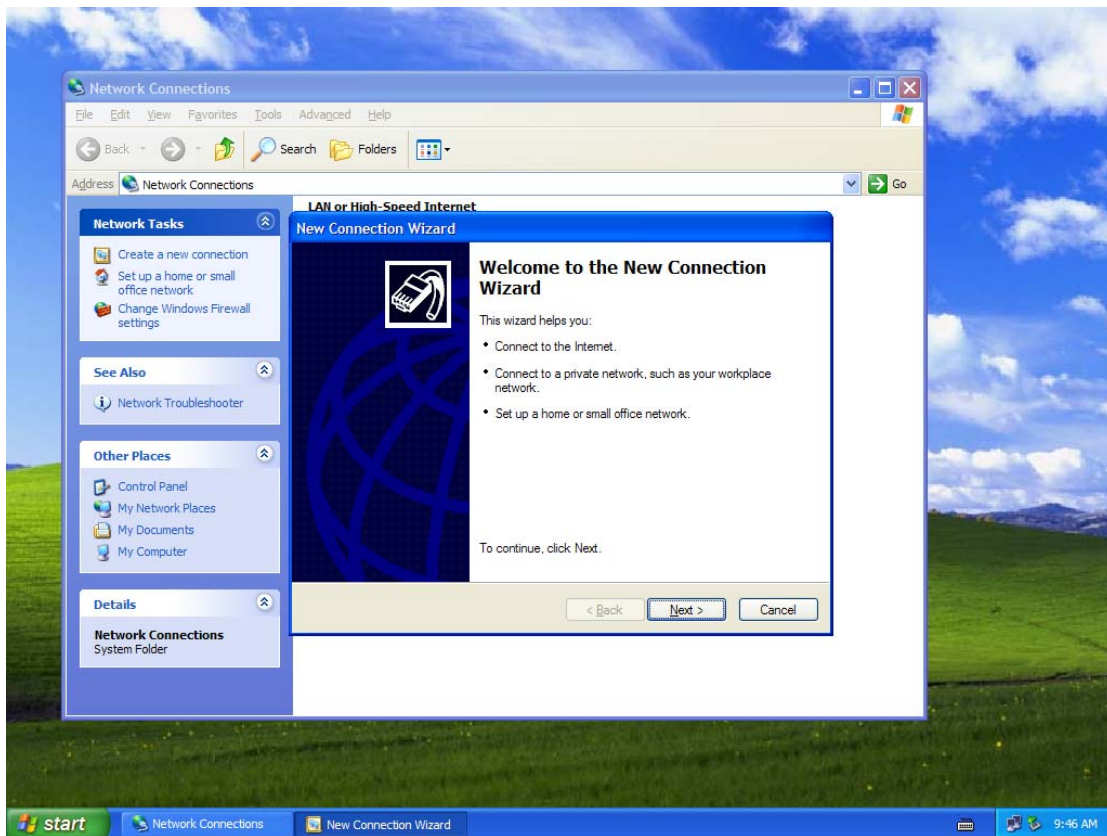 Network Connections
File Edit View Favorites Tools Advanced Help
Back Search Folders
Address Network Connections Go
LAN or High-Speed Internet
Network Tasks
Create a new connection
Set up a home or small
office network
Change Windows Firewall
settings
See Also
Network Troubleshooter
Other Places
Control Panel
My Network Places
My Documents
My Computer
Details
Network Connections
System Folder
New Connection Wizard
Welcome to the New Connection
Wizard
This wizard helps you:
• Connect to the Internet.
• Connect to a private network, such as your workplace
network.
• Set up a home or small office network.
To continue, click Next.
< Back Next > Cancel
start Network Connections New Connection Wizard 9:46 AM